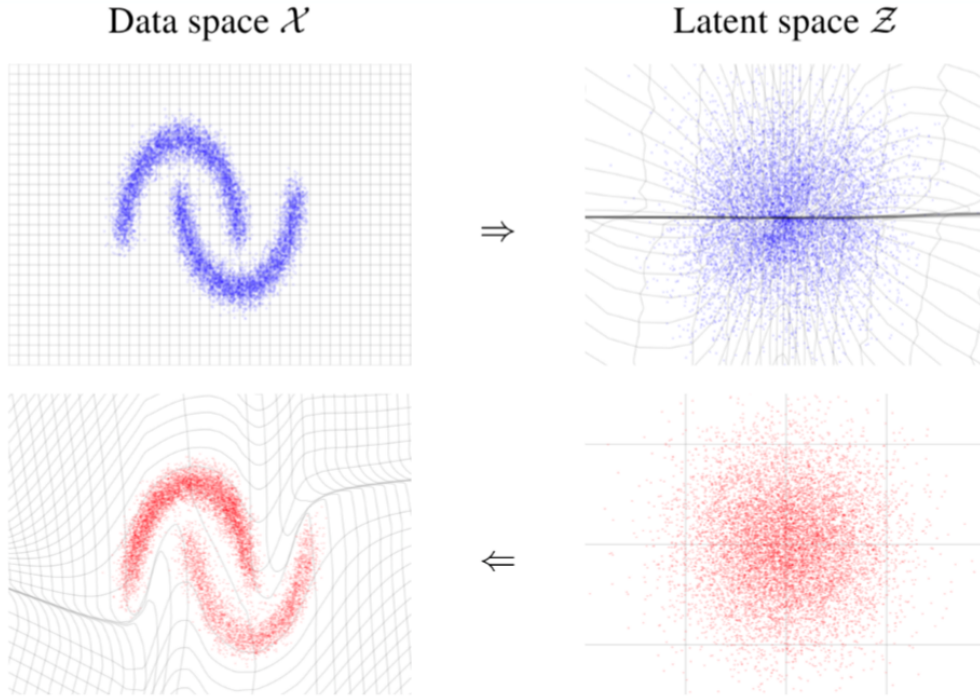 Data space 𝒳
Latent space 𝒵
⇒
⇐